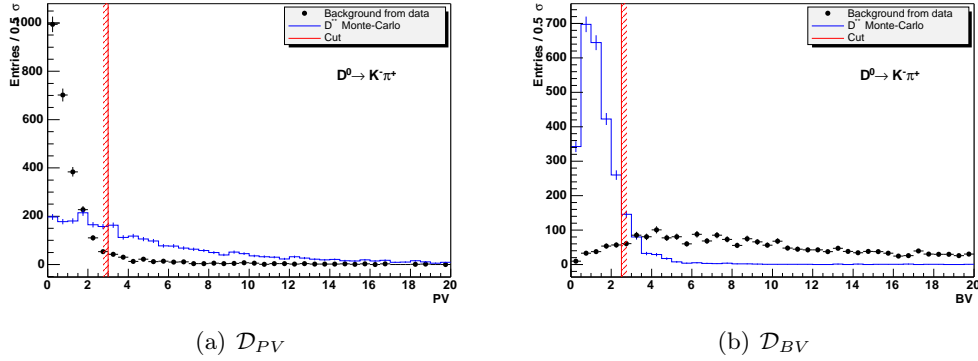 Entries / 0.5 σ
1000
800
600
400
200
0
Background from data
D** Monte-Carlo
Cut
D⁰→ K⁻π⁺
0 2 4 6 8 10 12 14 16 18 20
PV
(a) D_PV
Entries / 0.5 σ
700
600
500
400
300
200
100
0
Background from data
D** Monte-Carlo
Cut
D⁰→ K⁻π⁺
0 2 4 6 8 10 12 14 16 18 20
BV
(b) D_BV